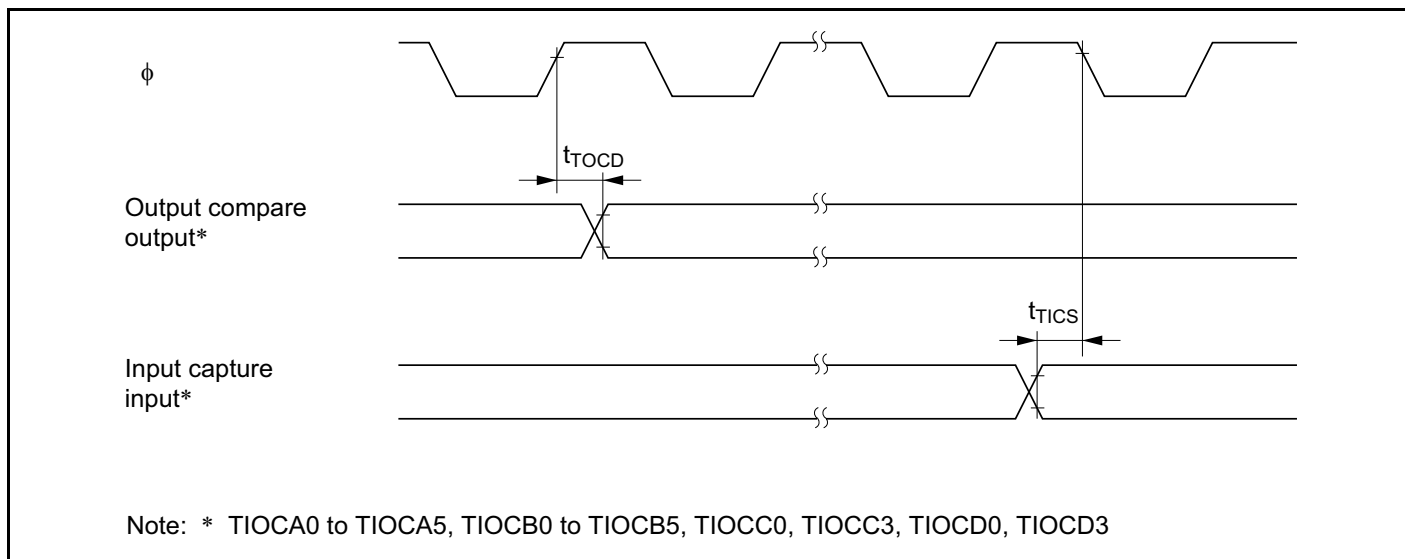 ϕ
tTOCD
Output compare
output*
tTICS
Input capture
input*
Note: * TIOCA0 to TIOCA5, TIOCB0 to TIOCB5, TIOCC0, TIOCC3, TIOCD0, TIOCD3